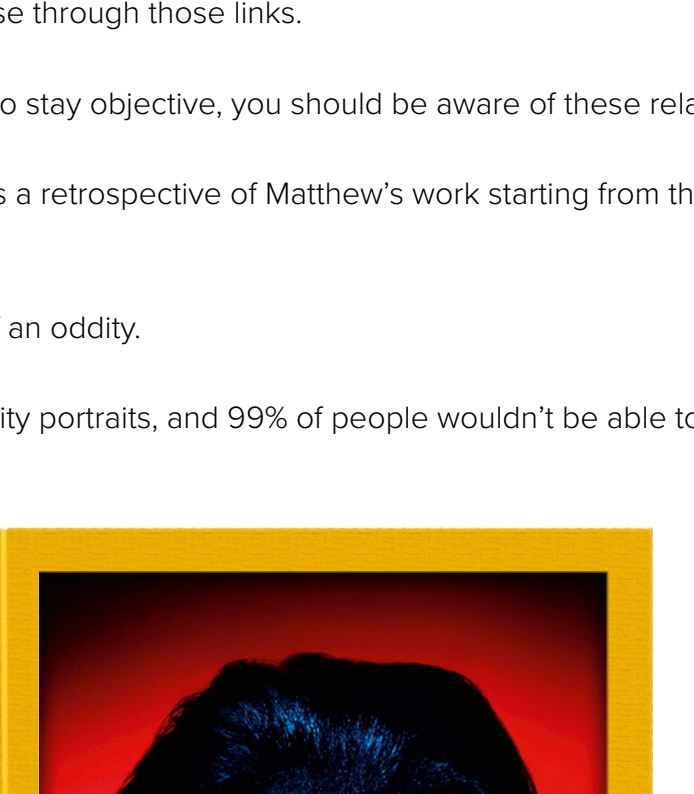 se through those links.
o stay objective, you should be aware of these rela
s a retrospective of Matthew’s work starting from th
an oddity.
ity portraits, and 99% of people wouldn’t be able to